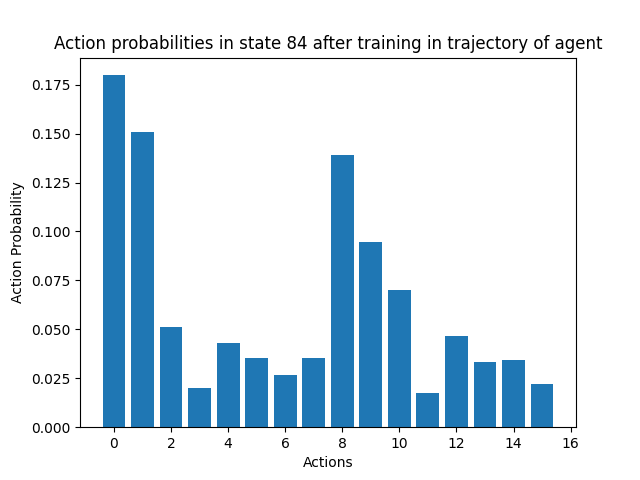 Action probabilities in state 84 after training in trajectory of agent
0.175
0.150
0.125
0.100
0.075
0.050
0.025
0.000
Action Probability
0 2 4 6 8 10 12 14 16
Actions